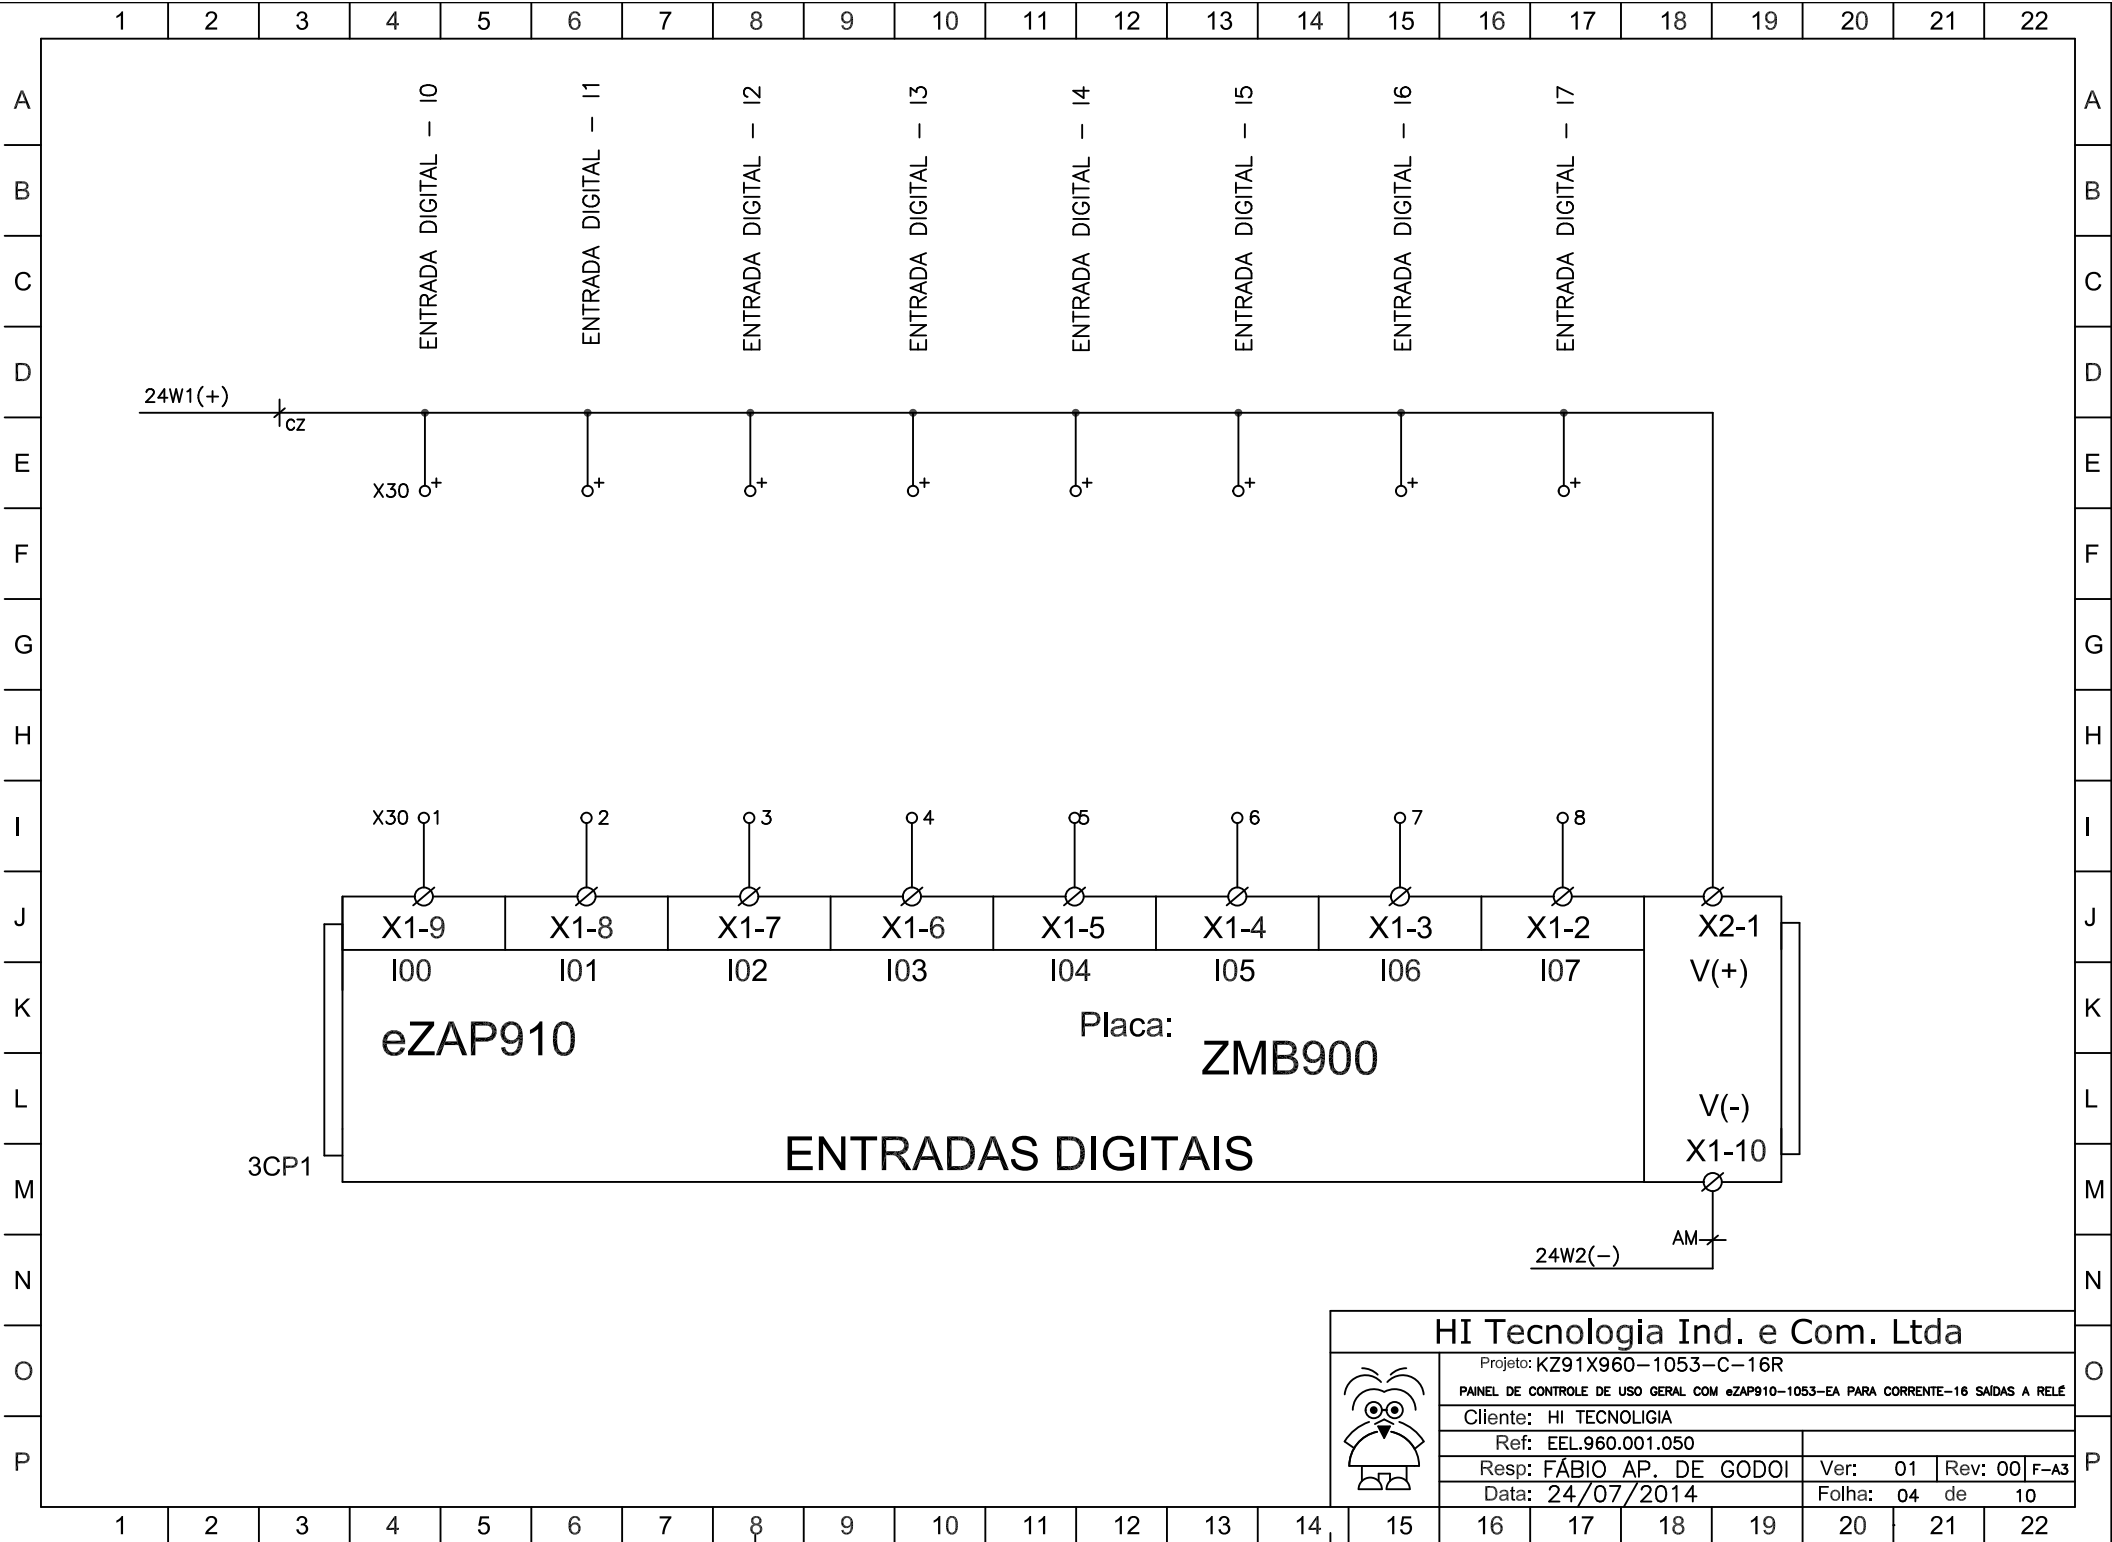 1 2 3 4 5 6 7 8 9 10 11 12 13 14 15 16 17 18 19 20 21 22
A A
B B
C C
D D
E E
F F
G G
H H
I I
J J
K K
L L
M M
N N
O O
P P
ENTRADA DIGITAL - I0
ENTRADA DIGITAL - I1
ENTRADA DIGITAL - I2
ENTRADA DIGITAL - I3
ENTRADA DIGITAL - I4
ENTRADA DIGITAL - I5
ENTRADA DIGITAL - I6
ENTRADA DIGITAL - I7
24W1(+)
CZ
X30 + + + + + + + +
X30 1 2 3 4 5 6 7 8
X1-9 X1-8 X1-7 X1-6 X1-5 X1-4 X1-3 X1-2 X2-1
I00 I01 I02 I03 I04 I05 I06 I07 V(+)
eZAP910
Placa:
ZMB900
V(-)
ENTRADAS DIGITAIS
X1-10
3CP1
AM
24W2(-)
HI Tecnologia Ind. e Com. Ltda
Projeto: KZ91X960-1053-C-16R
PAINEL DE CONTROLE DE USO GERAL COM eZAP910-1053-EA PARA CORRENTE-16 SAÍDAS A RELÉ
Cliente: HI TECNOLIGIA
Ref: EEL.960.001.050
Resp: FÁBIO AP. DE GODOI Ver: 01 Rev: 00 F-A3
Data: 24/07/2014 Folha: 04 de 10
1 2 3 4 5 6 7 8 9 10 11 12 13 14 15 16 17 18 19 20 21 22